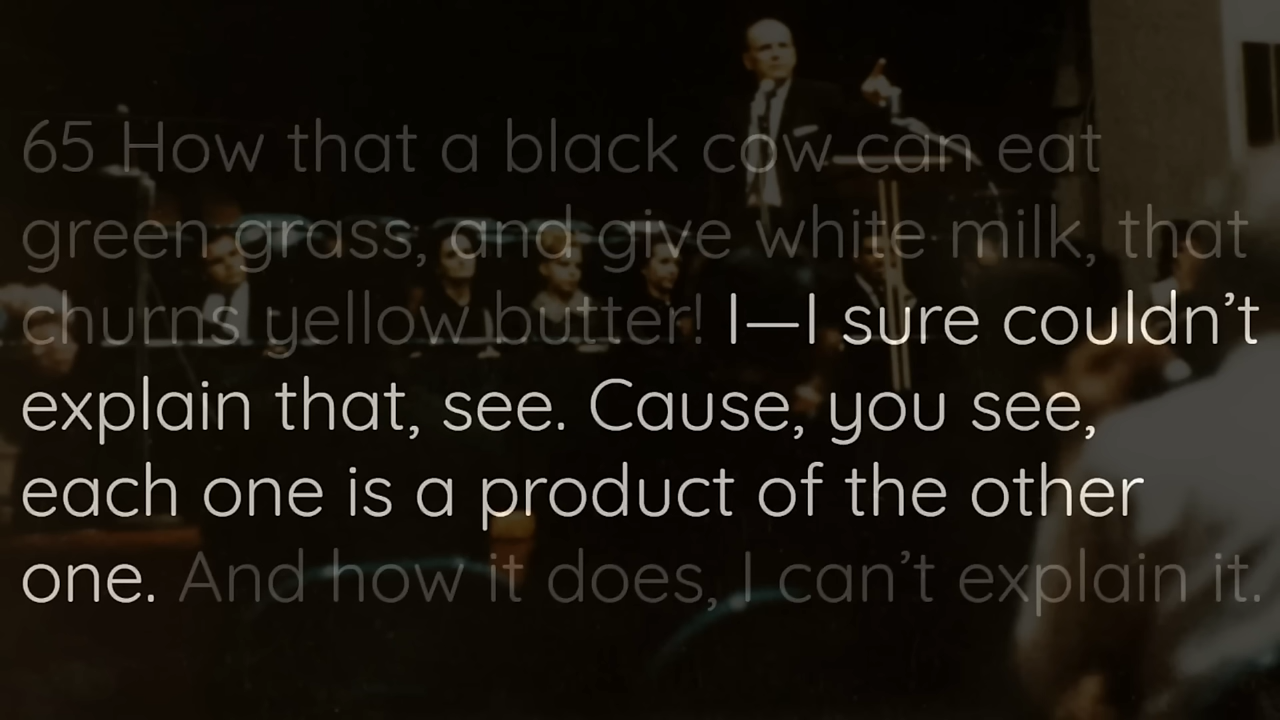 65 How that a black cow can eat
green grass, and give white milk, that
churns yellow butter! I—I sure couldn’t
explain that, see. Cause, you see,
each one is a product of the other
one. And how it does, I can’t explain it.